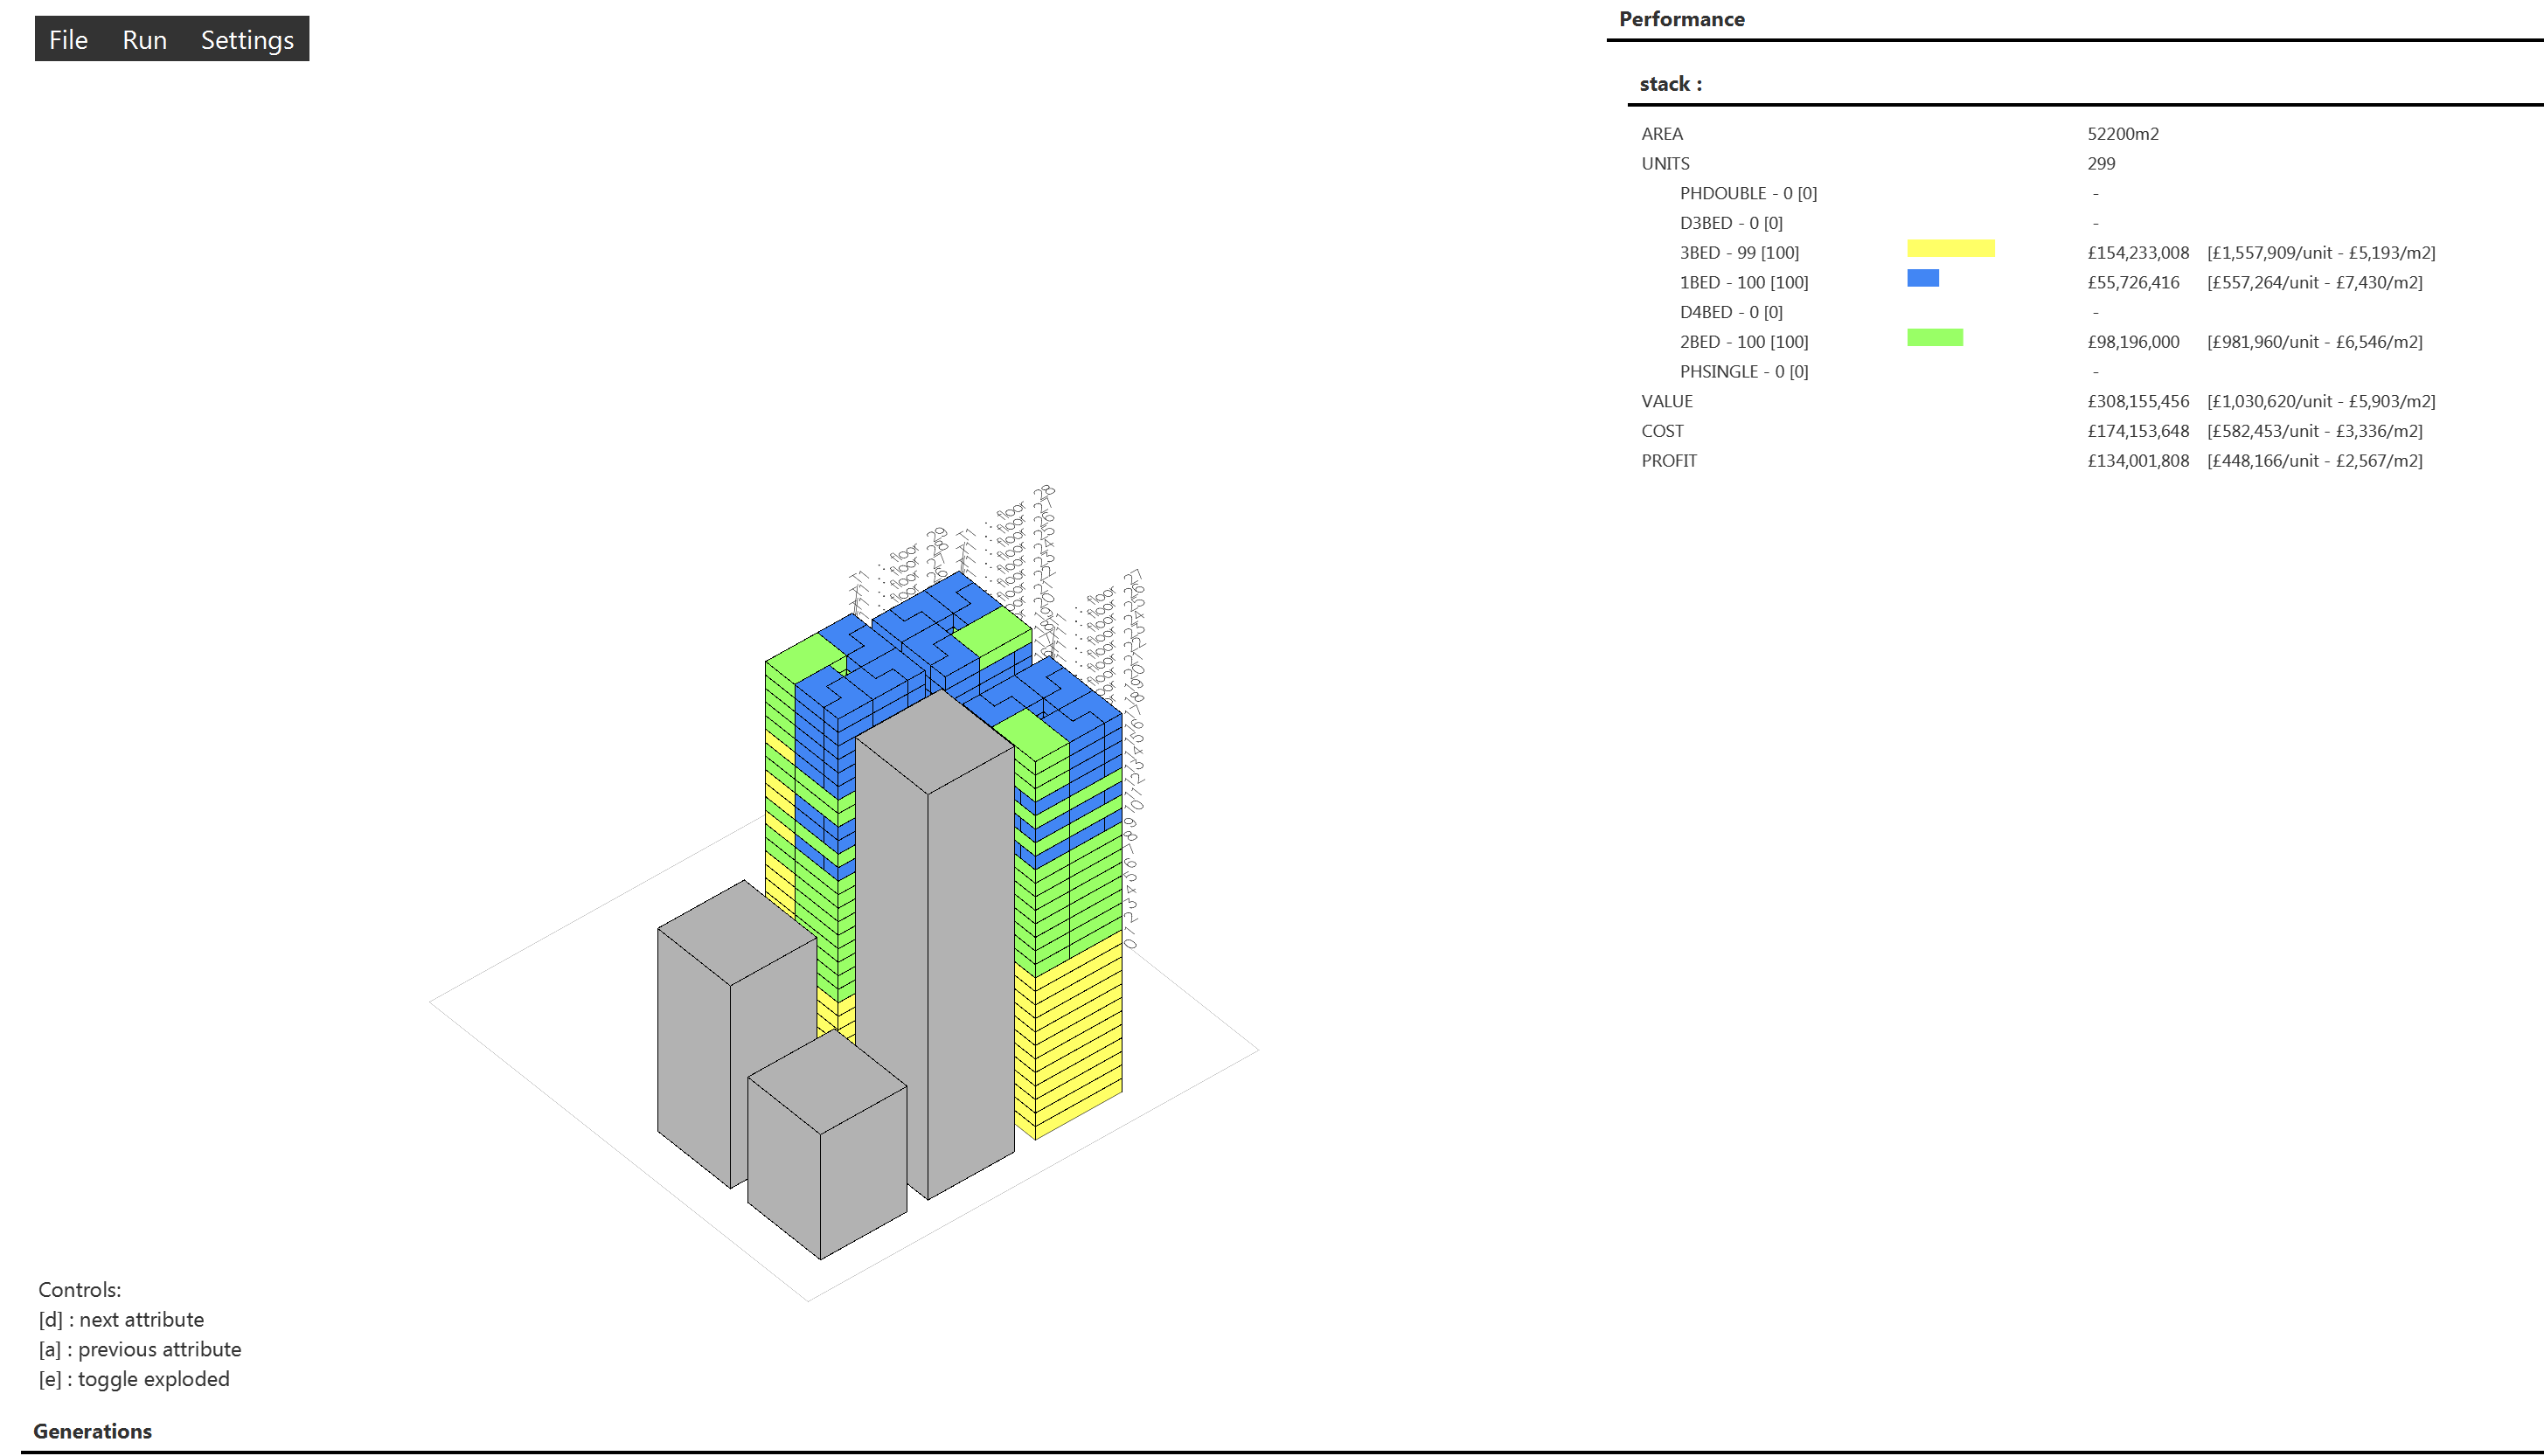 File Run Settings
Performance
stack :
AREA 52200m2
UNITS 299
PHDOUBLE - 0 [0] -
D3BED - 0 [0] -
3BED - 99 [100] £154,233,008 [£1,557,909/unit - £5,193/m2]
1BED - 100 [100] £55,726,416 [£557,264/unit - £7,430/m2]
D4BED - 0 [0] -
2BED - 100 [100] £98,196,000 [£981,960/unit - £6,546/m2]
PHSINGLE - 0 [0] -
VALUE £308,155,456 [£1,030,620/unit - £5,903/m2]
COST £174,153,648 [£582,453/unit - £3,336/m2]
PROFIT £134,001,808 [£448,166/unit - £2,567/m2]
Controls:
[d] : next attribute
[a] : previous attribute
[e] : toggle exploded
Generations